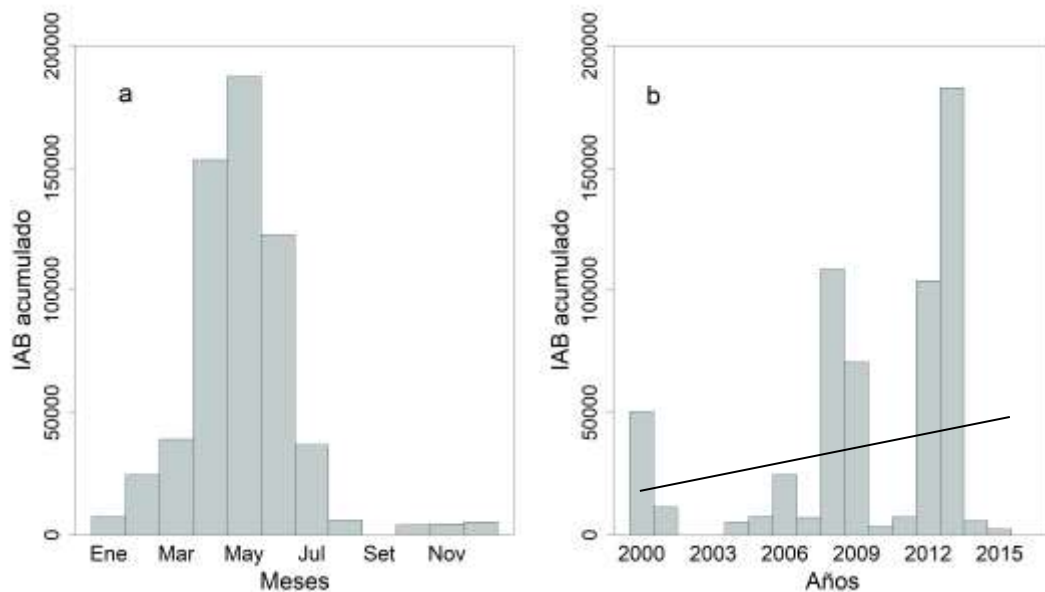 a
IAB acumulado
200000
150000
100000
50000
0
Ene Mar May Jul Set Nov
Meses
b
IAB acumulado
200000
150000
100000
50000
0
2000 2003 2006 2009 2012 2015
Años